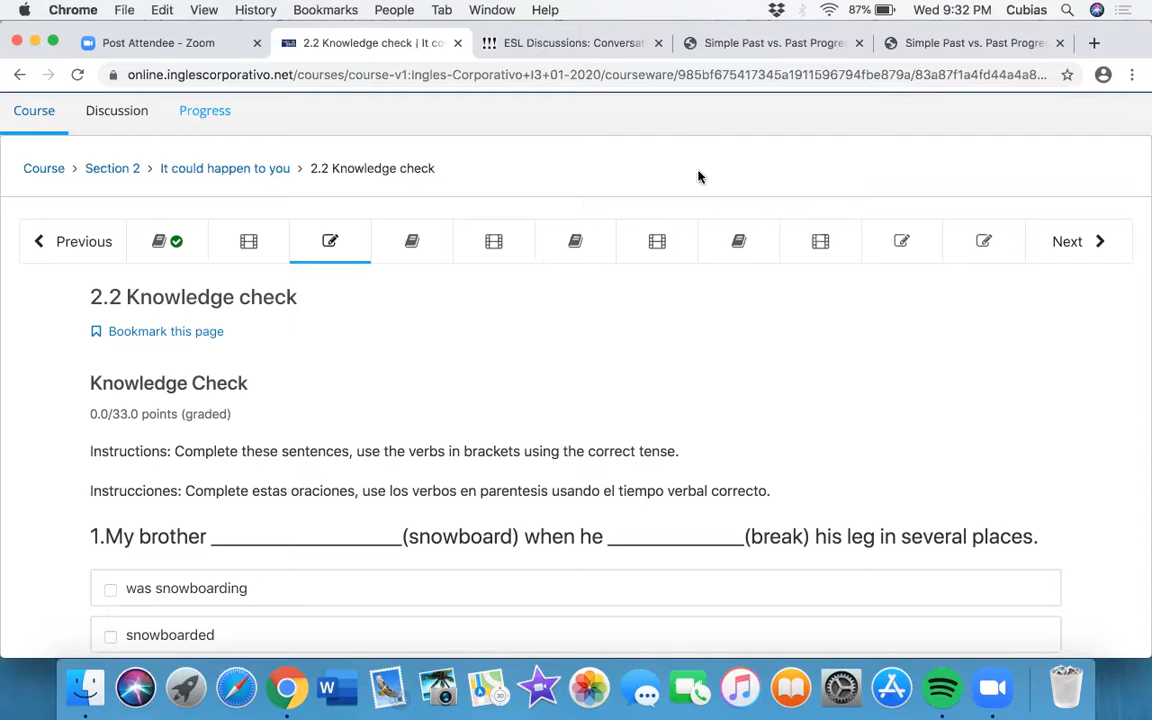 Chrome File Edit View History Bookmarks People Tab Window Help 87% Wed 9:32 PM Cubias
Post Attendee - Zoom
2.2 Knowledge check | It co
ESL Discussions: Conversat
Simple Past vs. Past Progre
Simple Past vs. Past Progre
online.inglescorporativo.net/courses/course-v1:Ingles-Corporativo+I3+01-2020/courseware/985bf675417345a1911596794fbe879a/83a87f1a4fd44a4a8...
Course Discussion Progress
Course > Section 2 > It could happen to you > 2.2 Knowledge check
Previous
Next
2.2 Knowledge check
Bookmark this page
Knowledge Check
0.0/33.0 points (graded)
Instructions: Complete these sentences, use the verbs in brackets using the correct tense.
Instrucciones: Complete estas oraciones, use los verbos en parentesis usando el tiempo verbal correcto.
1.My brother ___________________(snowboard) when he _____________(break) his leg in several places.
was snowboarding
snowboarded